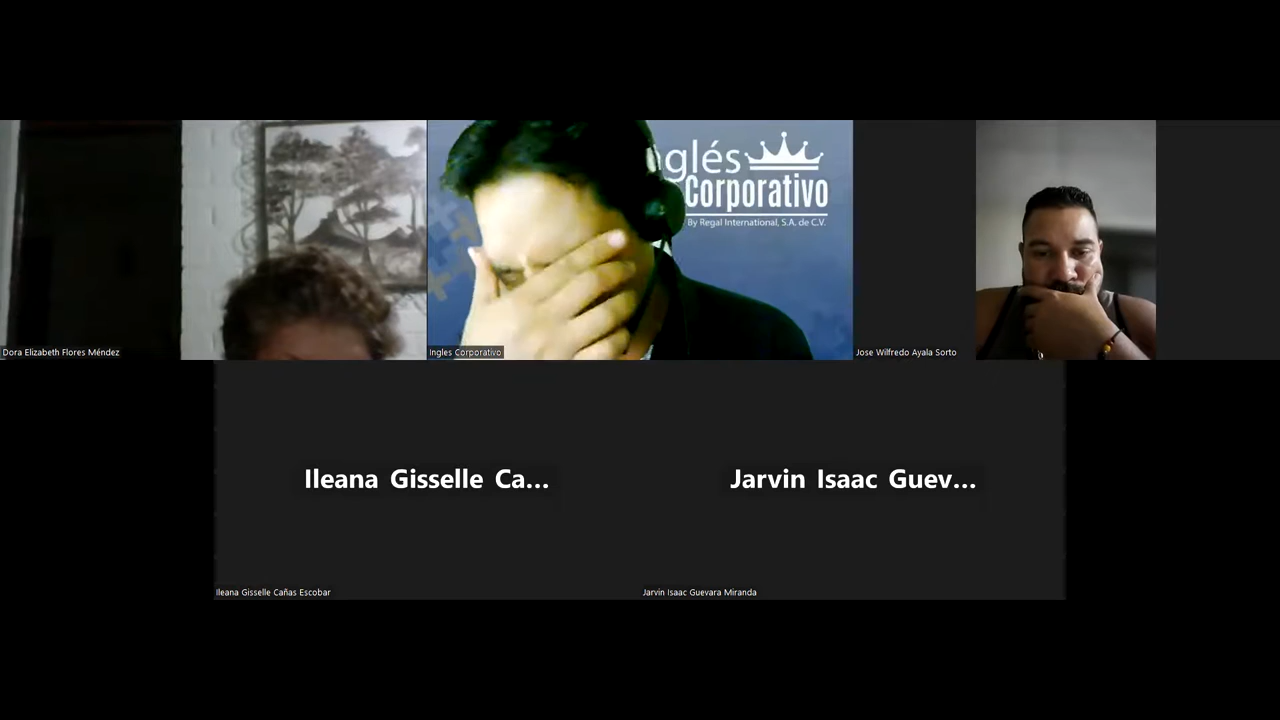 glés
Corporativo
By Regal International, S.A. de C.V.
Dora Elizabeth Flores Méndez
Ingles Corporativo
Jose Wilfredo Ayala Sorto
Ileana Gisselle Ca...
Jarvin Isaac Guev...
Ileana Gisselle Cañas Escobar
Jarvin Isaac Guevara Miranda